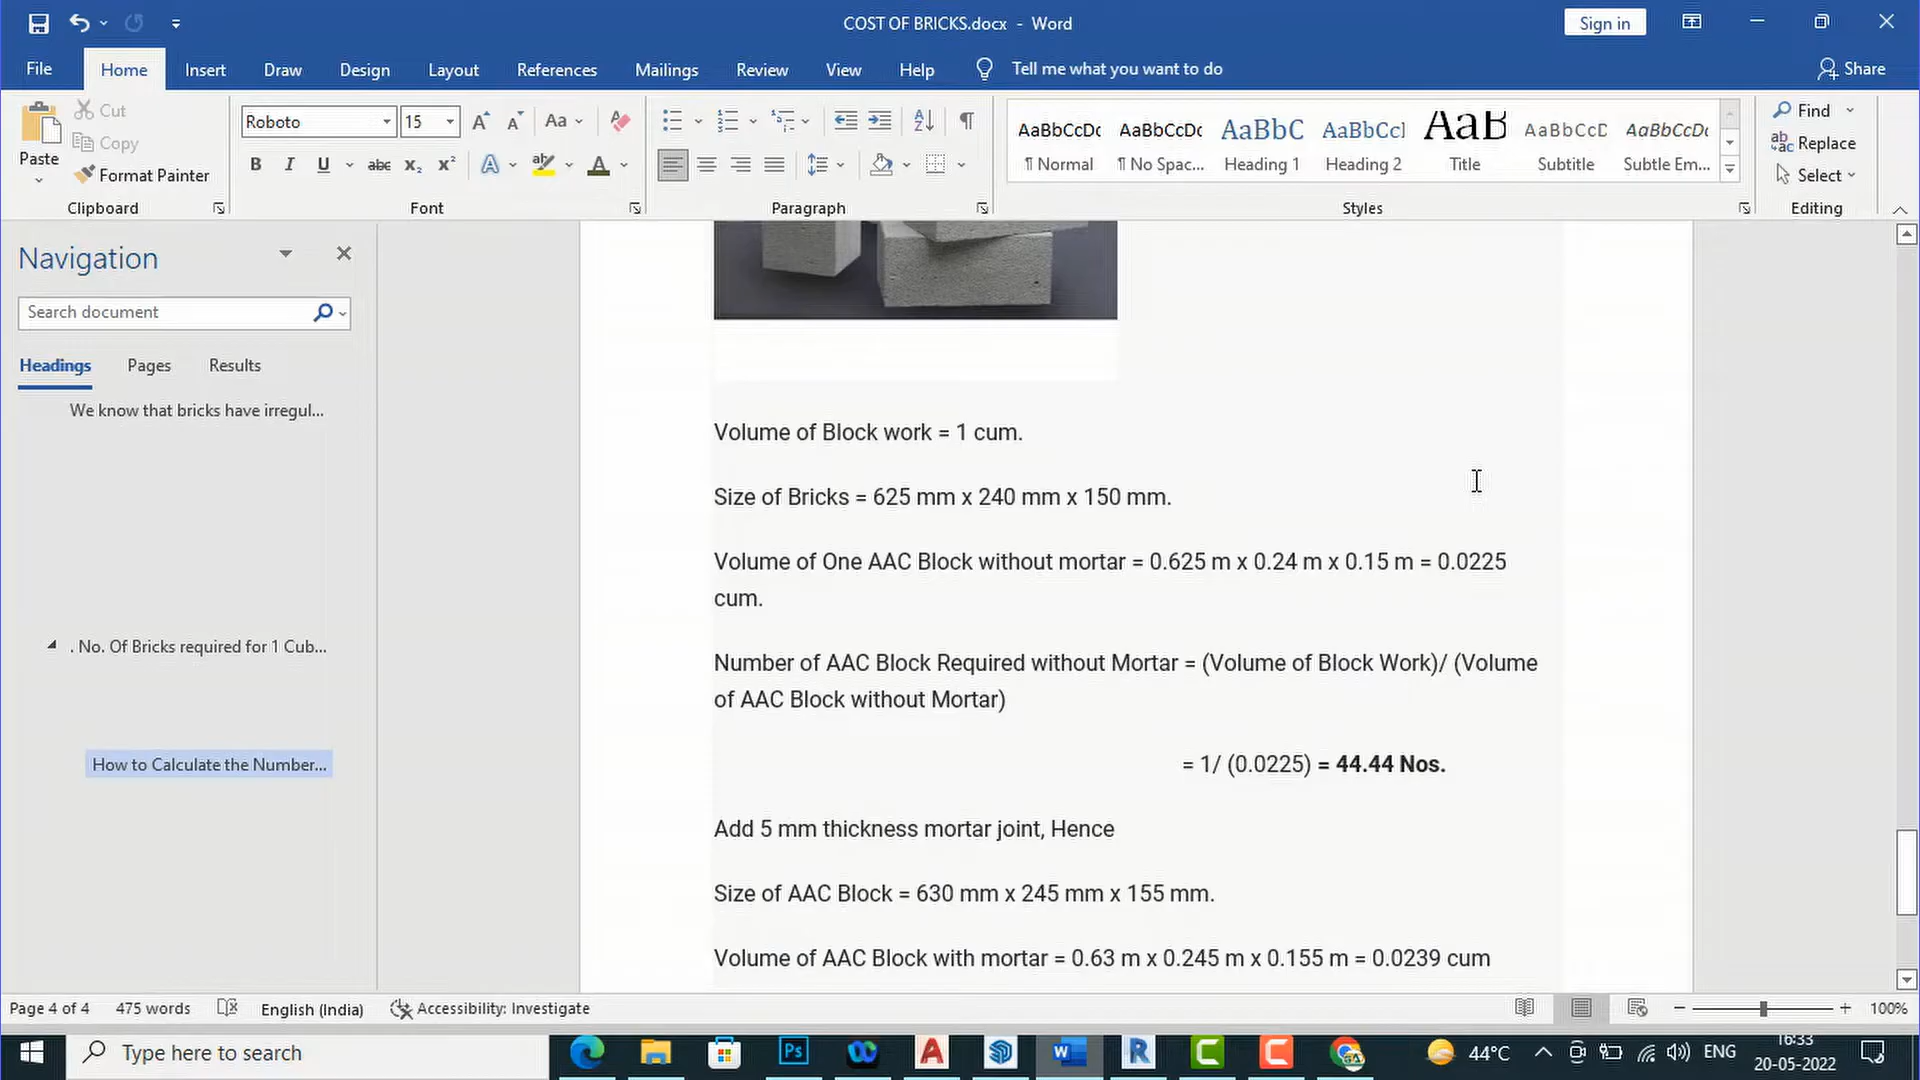 COST OF BRICKS.docx - Word
Sign in
File Home Insert Draw Design Layout References Mailings Review View Help Tell me what you want to do Share
Paste
Cut
Copy
Format Painter
Clipboard
Roboto 15
Font
Paragraph
AaBbCcDc AaBbCcDc AaBbC AaBbCcl AaB AaBbCcD AaBbCcDc
¶ Normal ¶ No Spac... Heading 1 Heading 2 Title Subtitle Subtle Em...
Styles
Find
Replace
Select
Editing
Navigation
Search document
Headings Pages Results
We know that bricks have irregul...
. No. Of Bricks required for 1 Cub...
How to Calculate the Number...
Volume of Block work = 1 cum.
Size of Bricks = 625 mm x 240 mm x 150 mm.
Volume of One AAC Block without mortar = 0.625 m x 0.24 m x 0.15 m = 0.0225
cum.
Number of AAC Block Required without Mortar = (Volume of Block Work)/ (Volume
of AAC Block without Mortar)
= 1/ (0.0225) = 44.44 Nos.
Add 5 mm thickness mortar joint, Hence
Size of AAC Block = 630 mm x 245 mm x 155 mm.
Volume of AAC Block with mortar = 0.63 m x 0.245 m x 0.155 m = 0.0239 cum
Page 4 of 4 475 words English (India) Accessibility: Investigate 100%
Type here to search
44°C ENG
16:33
20-05-2022